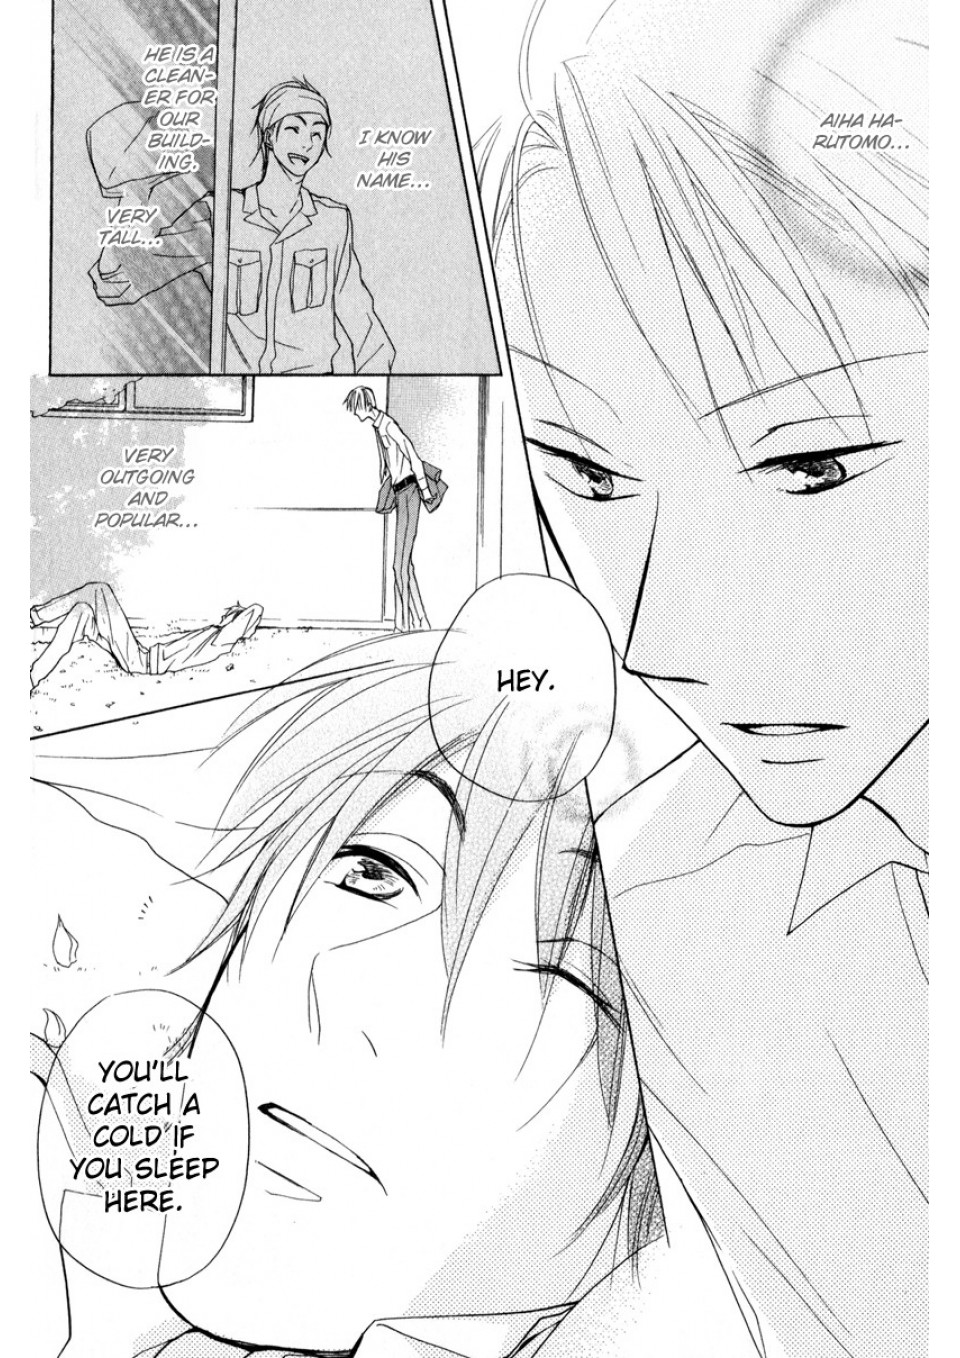 AIHA HA-
RUTOMO...
I KNOW
HIS
NAME...
HE IS A
CLEAN-
ER FOR
OUR
BUILD-
ING.
VERY
TALL...
VERY
OUTGOING
AND
POPULAR...
HEY.
YOU'LL
CATCH A
COLD IF
YOU SLEEP
HERE.